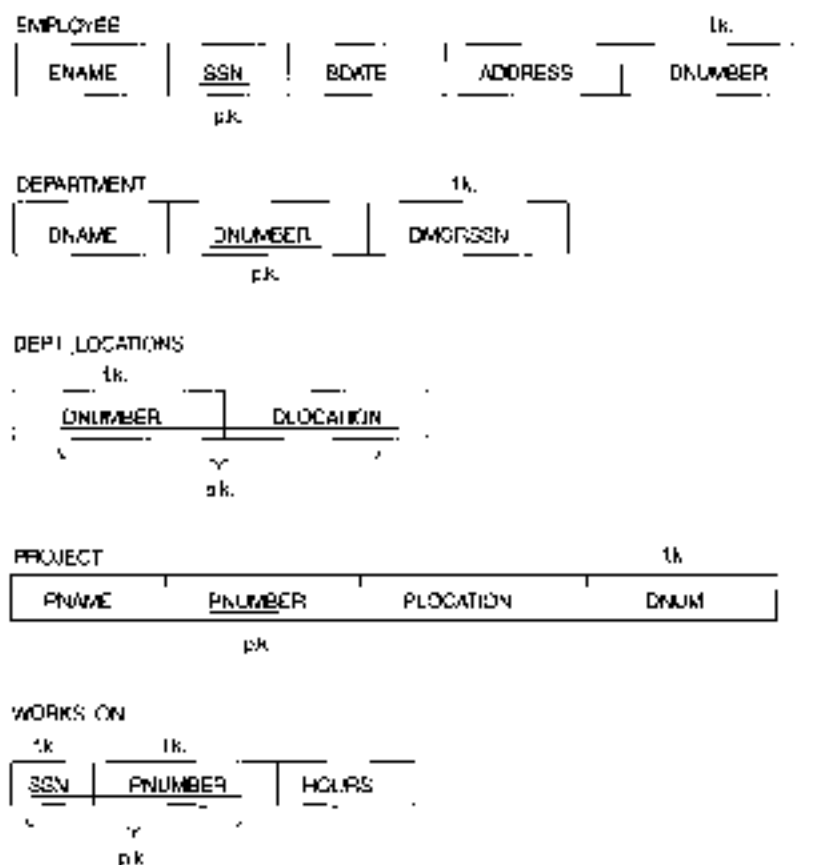 EMPLOYEE f.k.
ENAME SSN BDATE ADDRESS DNUMBER
p.k.
DEPARTMENT f.k.
DNAME DNUMBER DMGRSSN
p.k.
DEPT_LOCATIONS
f.k.
DNUMBER DLOCATION
p.k.
PROJECT f.k.
PNAME PNUMBER PLOCATION DNUM
p.k.
WORKS_ON
f.k. f.k.
SSN PNUMBER HOURS
p.k.